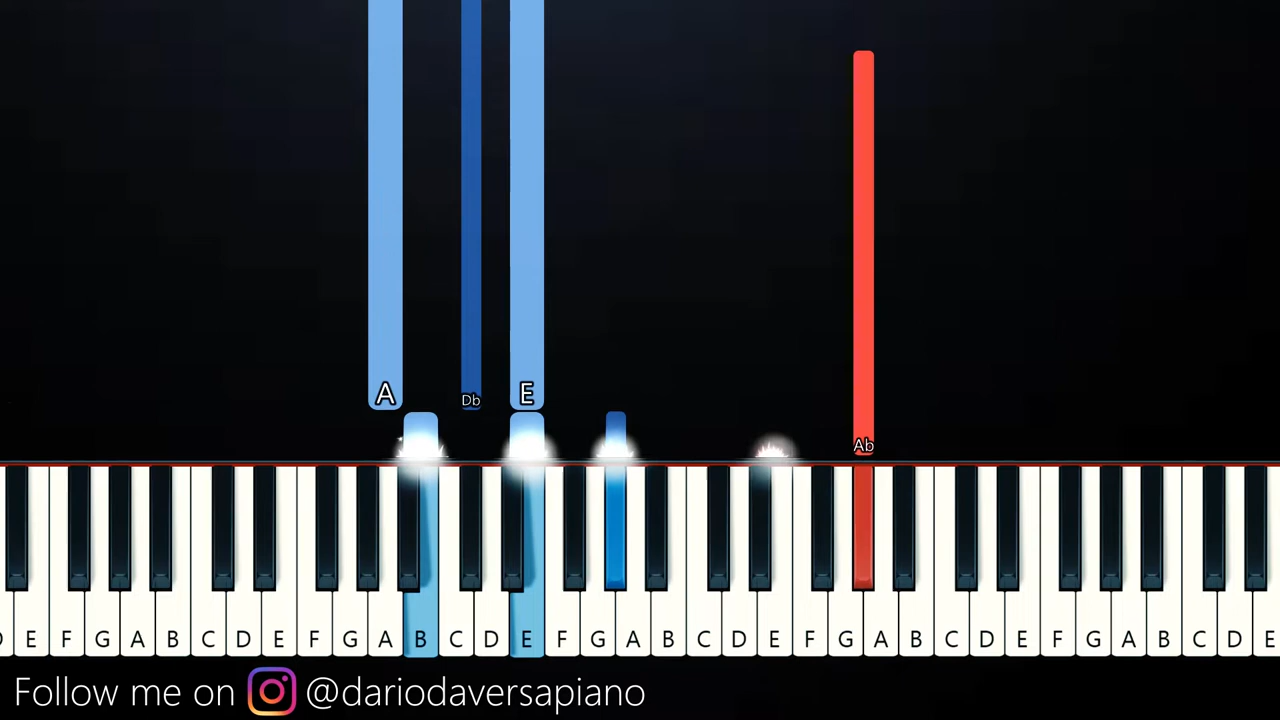 A Db E
Ab
D E F G A B C D E F G A B C D E F G A B C D E F G A B C D E F G A B C D E
Follow me on @dariodaversapiano